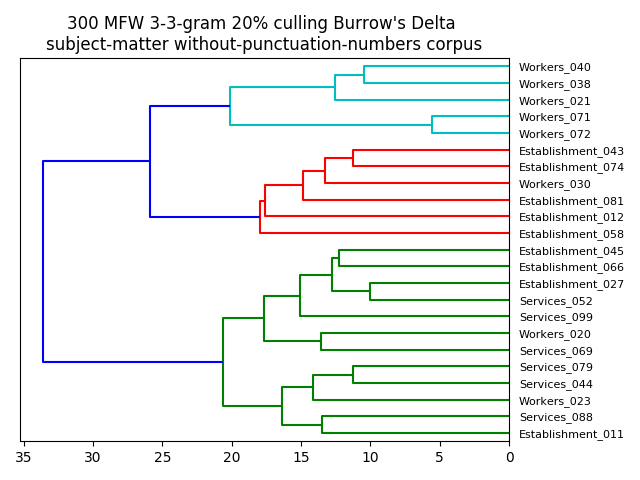 300 MFW 3-3-gram 20% culling Burrow's Delta
subject-matter without-punctuation-numbers corpus
Workers_040
Workers_038
Workers_021
Workers_071
Workers_072
Establishment_043
Establishment_074
Workers_030
Establishment_081
Establishment_012
Establishment_058
Establishment_045
Establishment_066
Establishment_027
Services_052
Services_099
Workers_020
Services_069
Services_079
Services_044
Workers_023
Services_088
Establishment_011
35 30 25 20 15 10 5 0